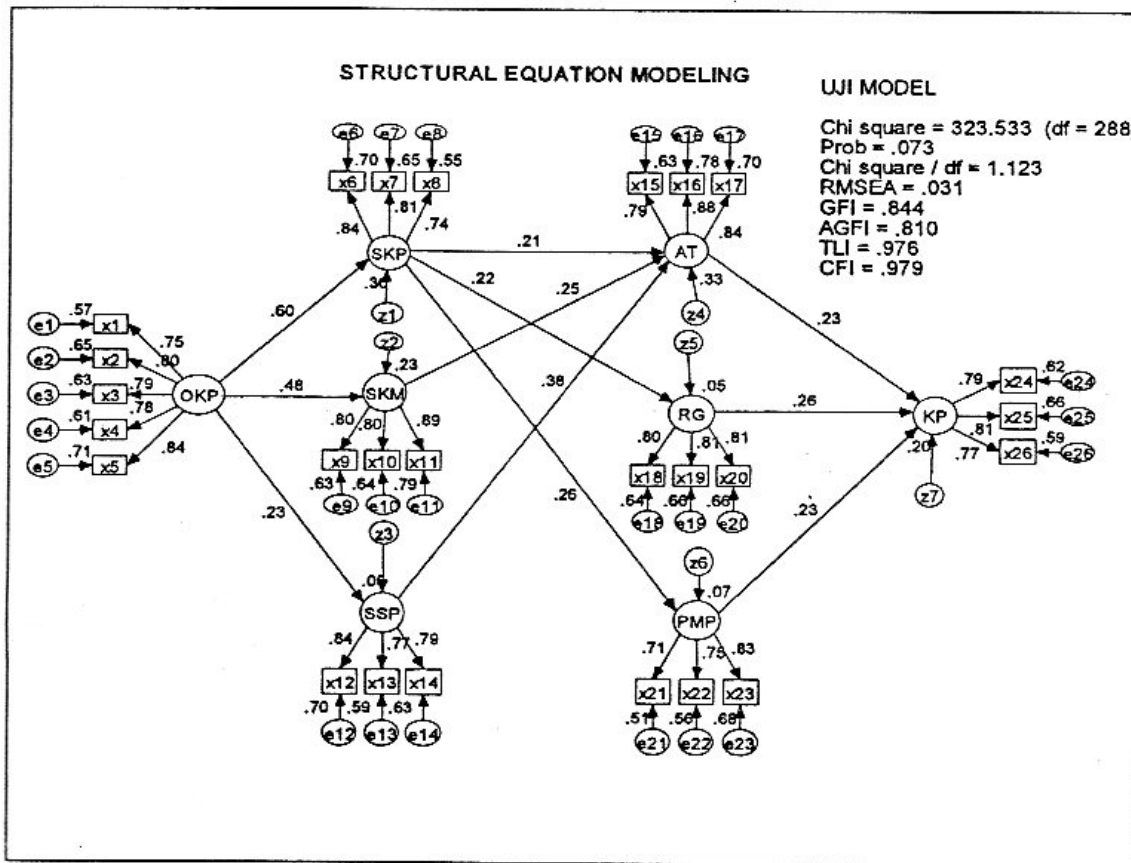 STRUCTURAL EQUATION MODELING
UJI MODEL
Chi square = 323.533 (df = 288
Prob = .073
Chi square / df = 1.123
RMSEA = .031
GFI = .844
AGFI = .810
TLI = .976
CFI = .979
e6 e7 e8
.70 .65 .55
x6 x7 x8
.84 .81 .74
SKP
z1
e15 e16 e17
.63 .78 .70
x15 x16 x17
.79 .88 .84
AT
.33
z4
.21
.22
.25
.38
.26
.60
.48
.23
e1 .57 x1 .75
e2 .65 x2 .80
e3 .63 x3 .79
e4 .61 x4 .78
e5 .71 x5 .84
OKP
z2
.23
SKM
.80 .80 .89
x9 x10 x11
.63 .64 .79
e9 e10 e11
z3
SSP
.84 .77 .79
x12 x13 x14
.70 .59 .63
e12 e13 e14
z5
.05
RG
.80 .81 .81
x18 x19 x20
.64 .66 .66
e18 e19 e20
z6
.07
PMP
.71 .75 .83
x21 x22 x23
.51 .56 .68
e21 e22 e23
.23
.26
.23
KP
.20
z7
.79 x24 .62 e24
.81 x25 .66 e25
.77 x26 .59 e26